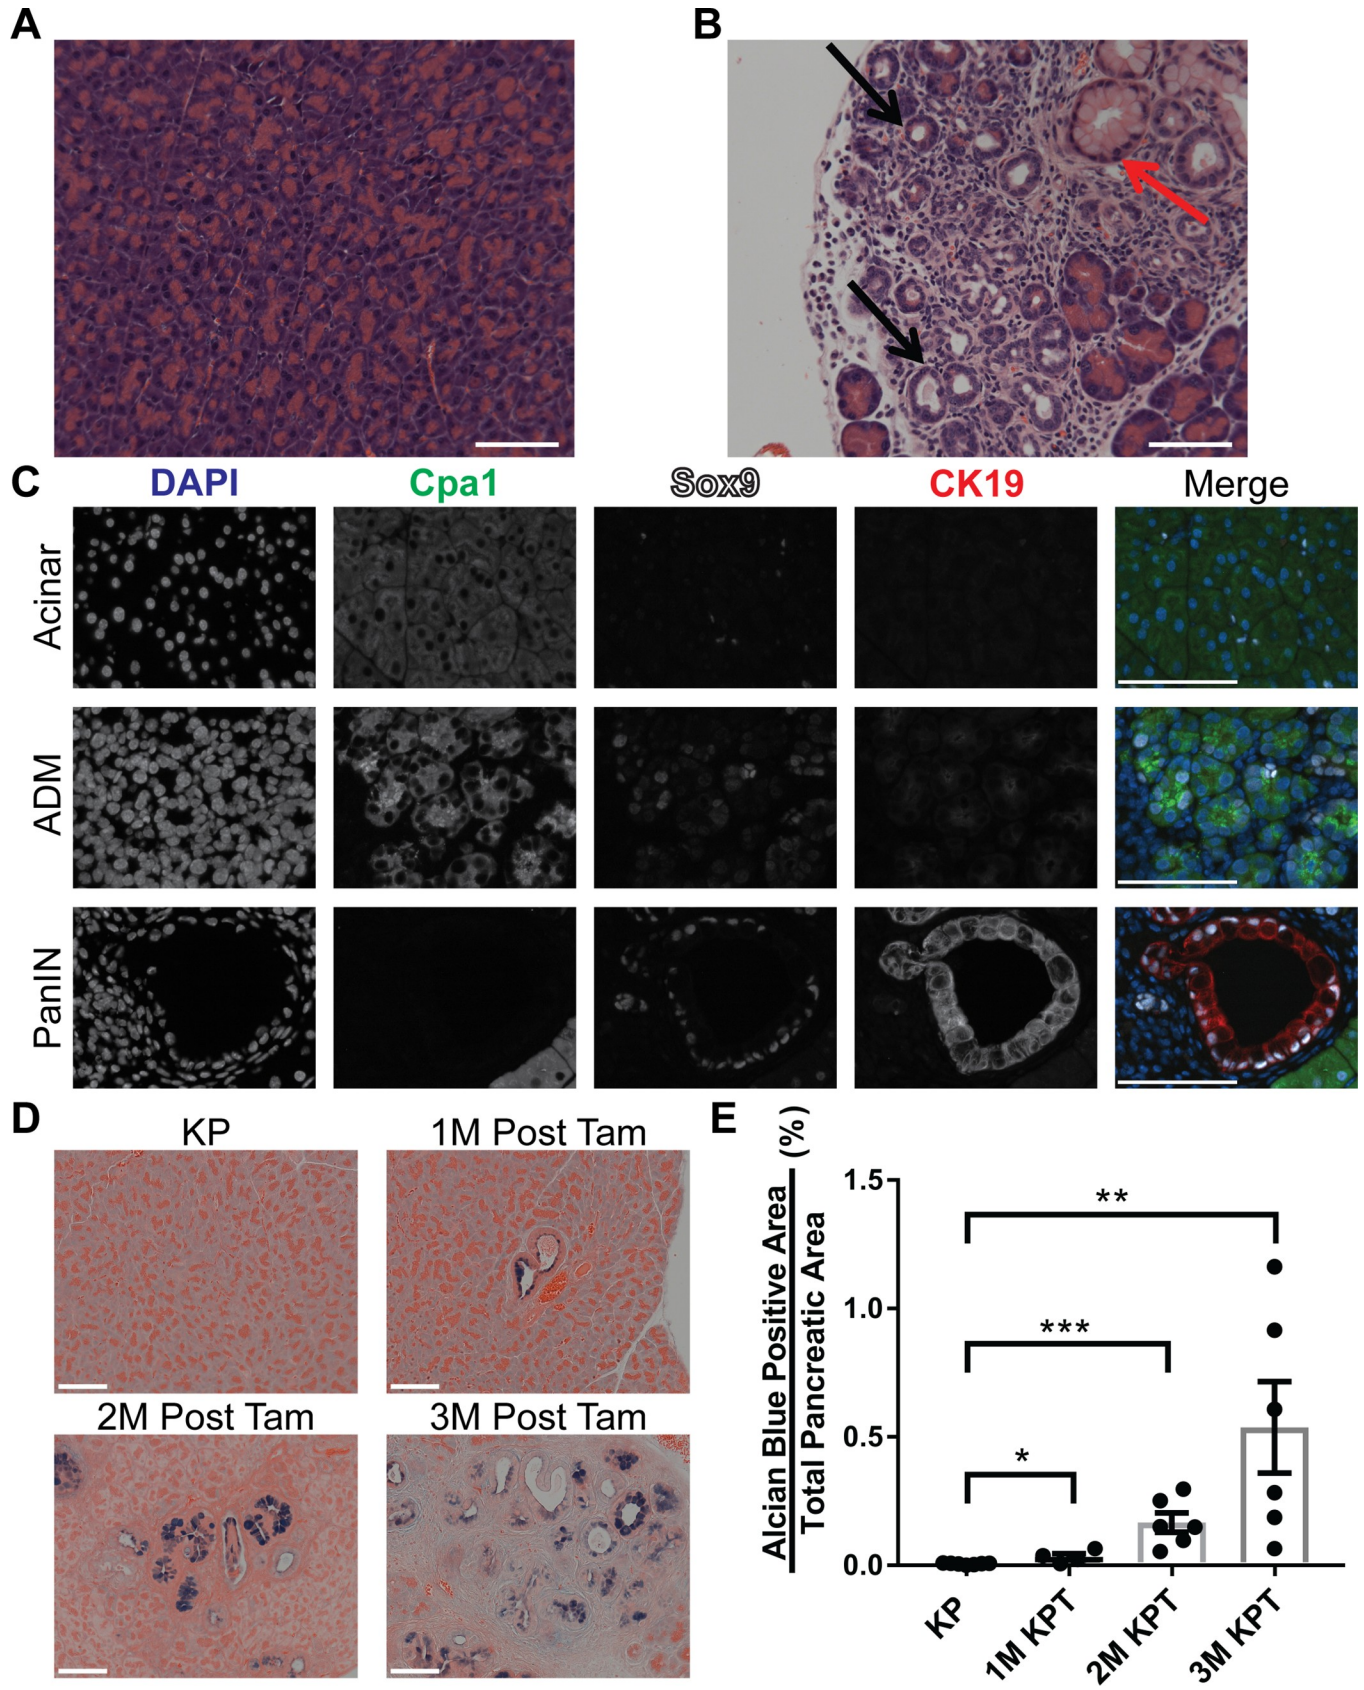 A
B
C
DAPI
Cpa1
Sox9
CK19
Merge
Acinar
ADM
PanIN
D
KP
1M Post Tam
2M Post Tam
3M Post Tam
E
Alcian Blue Positive Area
Total Pancreatic Area
(%)
1.5
1.0
0.5
0.0
**
***
*
KP
1M KPT
2M KPT
3M KPT